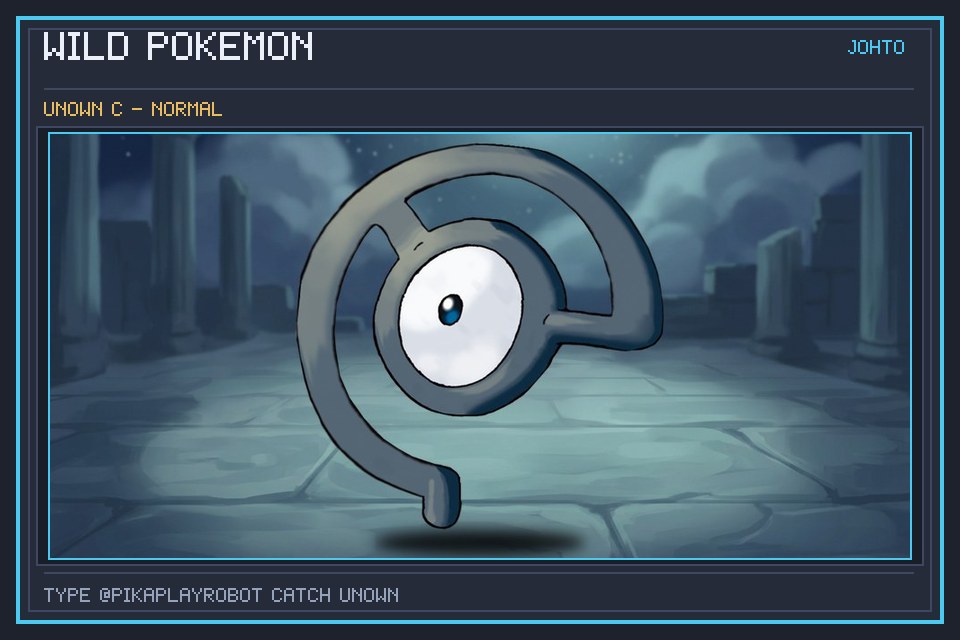 WILD POKEMON
JOHTO
UNOWN C - NORMAL
TYPE @PIKAPLAYROBOT CATCH UNOWN